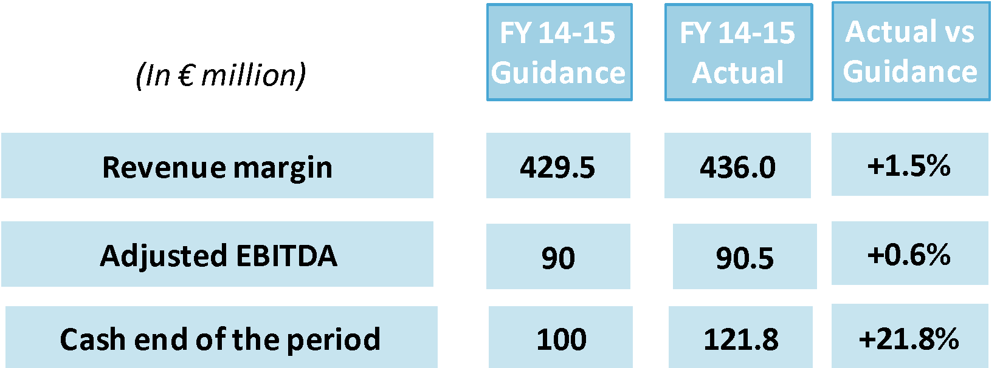 (In € million)
FY 14-15
Guidance
FY 14-15
Actual
Actual vs
Guidance
Revenue margin 429.5 436.0 +1.5%
Adjusted EBITDA 90 90.5 +0.6%
Cash end of the period 100 121.8 +21.8%